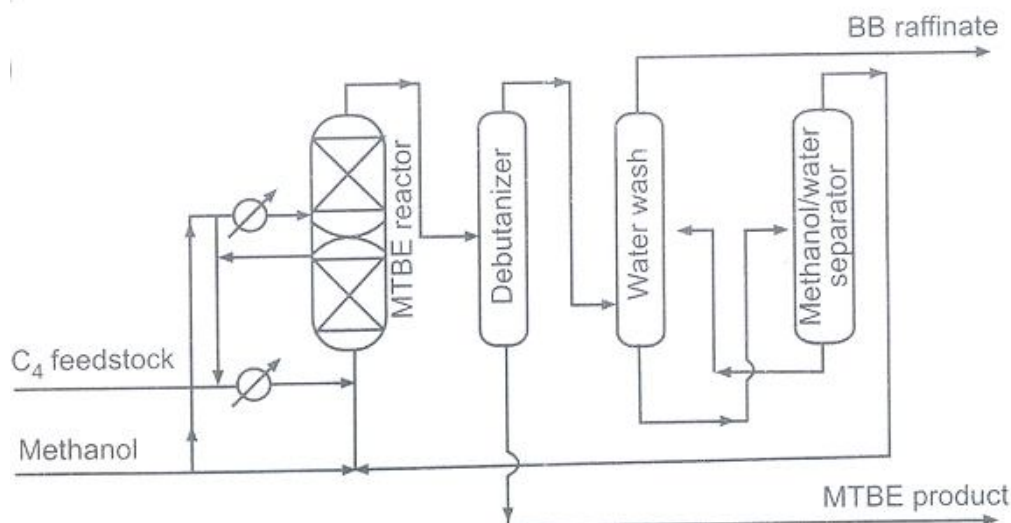 BB raffinate
MTBE reactor
Debutanizer
Water wash
Methanol/water
separator
C₄ feedstock
Methanol
MTBE product